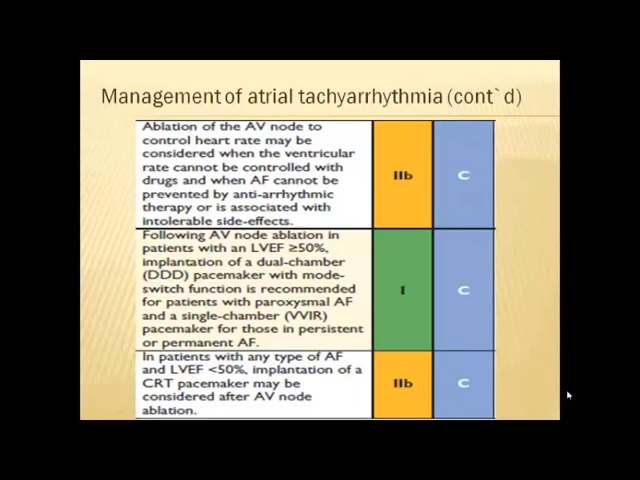 Management of atrial tachyarrhythmia (cont`d)
Ablation of the AV node to
control heart rate may be
considered when the ventricular
rate cannot be controlled with
drugs and when AF cannot be
prevented by anti-arrhythmic
therapy or is associated with
intolerable side-effects.
IIb
C
Following AV node ablation in
patients with an LVEF ≥50%,
implantation of a dual-chamber
(DDD) pacemaker with mode-
switch function is recommended
for patients with paroxysmal AF
and a single-chamber (VVIR)
pacemaker for those in persistent
or permanent AF.
I
C
In patients with any type of AF
and LVEF <50%, implantation of a
CRT pacemaker may be
considered after AV node
ablation.
IIb
C